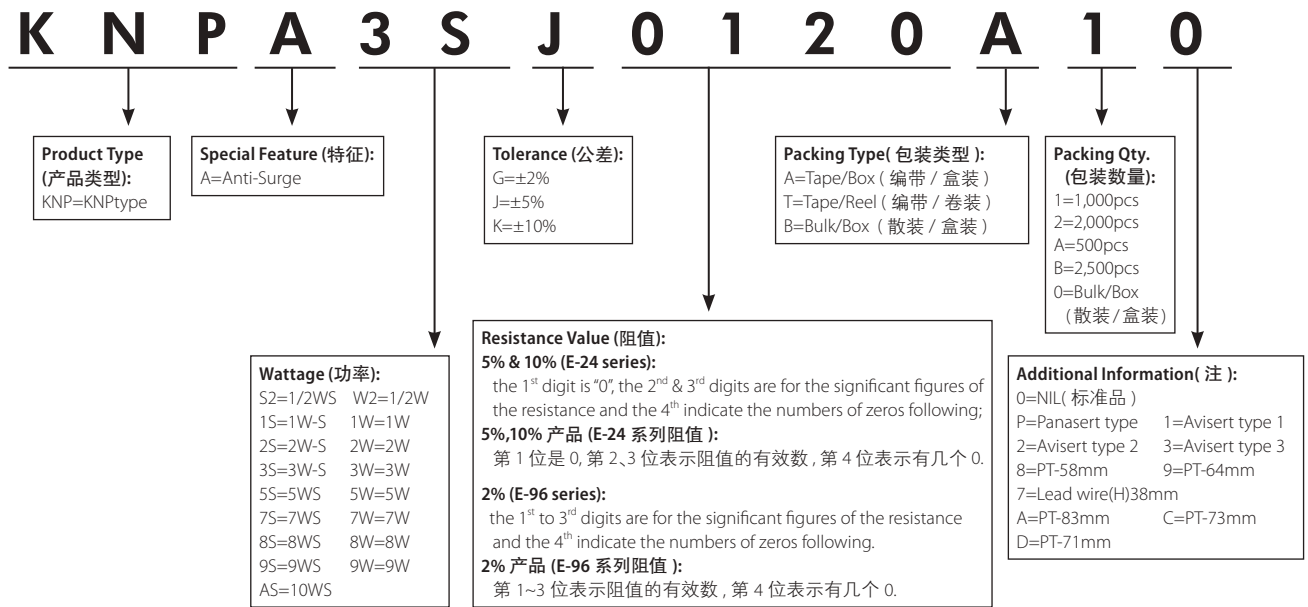 K N P A 3 S J 0 1 2 0 A 1 0
Product Type
(产品类型):
KNP=KNPtype
Special Feature (特征):
A=Anti-Surge
Tolerance (公差):
G=±2%
J=±5%
K=±10%
Packing Type( 包装类型 ):
A=Tape/Box ( 编带 / 盒装 )
T=Tape/Reel ( 编带 / 卷装 )
B=Bulk/Box ( 散装 / 盒装 )
Packing Qty.
(包装数量):
1=1,000pcs
2=2,000pcs
A=500pcs
B=2,500pcs
0=Bulk/Box
(散装/盒装)
Wattage (功率):
S2=1/2WS W2=1/2W
1S=1W-S 1W=1W
2S=2W-S 2W=2W
3S=3W-S 3W=3W
5S=5WS 5W=5W
7S=7WS 7W=7W
8S=8WS 8W=8W
9S=9WS 9W=9W
AS=10WS
Resistance Value (阻值):
5% & 10% (E-24 series):
the 1st digit is "0", the 2nd & 3rd digits are for the significant figures of
the resistance and the 4th indicate the numbers of zeros following;
5%,10% 产品 (E-24 系列阻值 ):
第 1 位是 0, 第 2、3 位表示阻值的有效数 , 第 4 位表示有几个 0.
2% (E-96 series):
the 1st to 3rd digits are for the significant figures of the resistance
and the 4th indicate the numbers of zeros following.
2% 产品 (E-96 系列阻值 ):
第 1~3 位表示阻值的有效数 , 第 4 位表示有几个 0.
Additional Information( 注 ):
0=NIL( 标准品 )
P=Panasert type 1=Avisert type 1
2=Avisert type 2 3=Avisert type 3
8=PT-58mm 9=PT-64mm
7=Lead wire(H)38mm
A=PT-83mm C=PT-73mm
D=PT-71mm